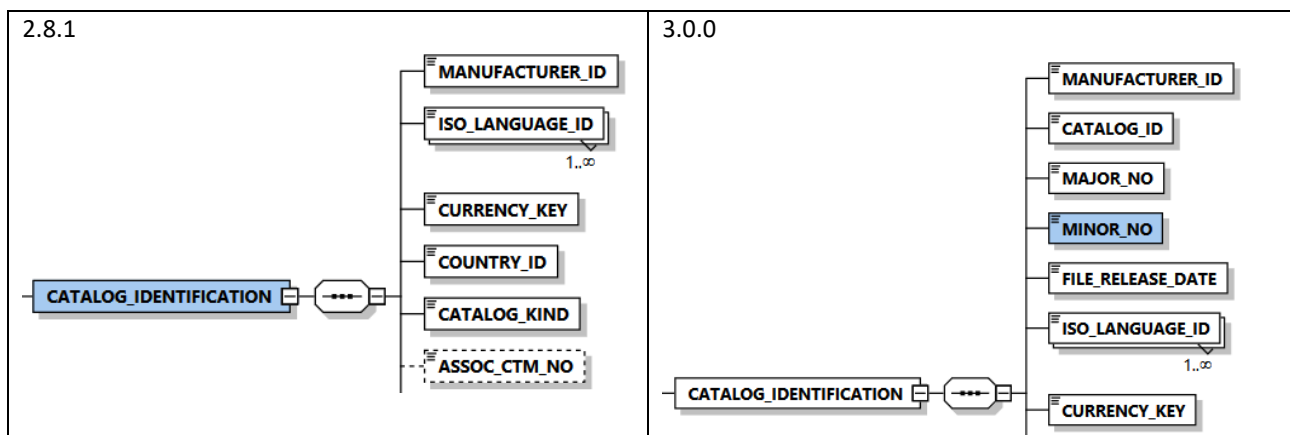 2.8.1
MANUFACTURER_ID
ISO_LANGUAGE_ID
1..∞
CURRENCY_KEY
COUNTRY_ID
CATALOG_IDENTIFICATION
CATALOG_KIND
ASSOC_CTM_NO
3.0.0
MANUFACTURER_ID
CATALOG_ID
MAJOR_NO
MINOR_NO
FILE_RELEASE_DATE
ISO_LANGUAGE_ID
1..∞
CATALOG_IDENTIFICATION
CURRENCY_KEY